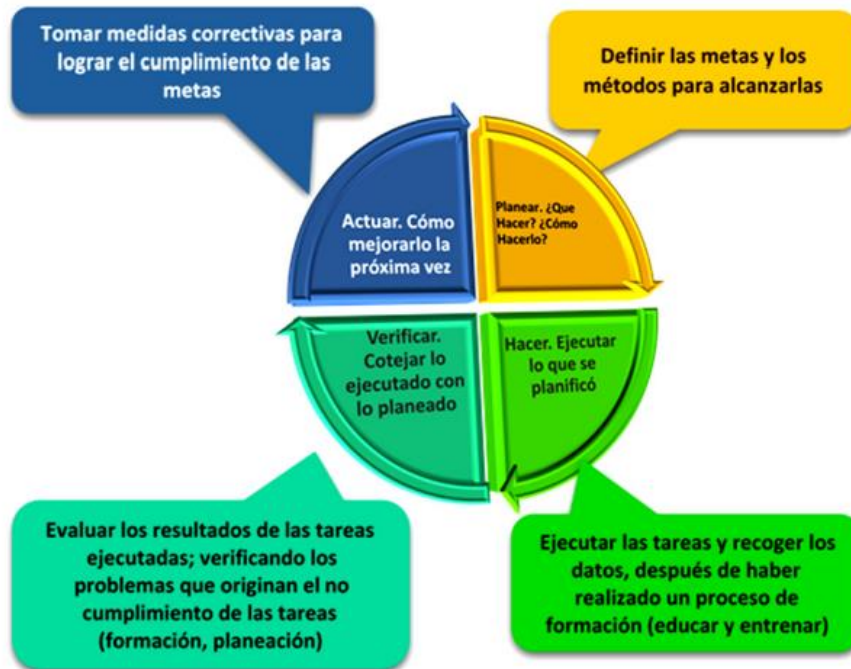 Tomar medidas correctivas para
lograr el cumplimiento de las
metas
Definir las metas y los
métodos para alcanzarlas
Actuar. Cómo
mejorarlo la
próxima vez
Planear. ¿Que
Hacer? ¿Cómo
Hacerlo?
Verificar.
Cotejar lo
ejecutado con
lo planeado
Hacer. Ejecutar
lo que se
planificó
Evaluar los resultados de las tareas
ejecutadas; verificando los
problemas que originan el no
cumplimiento de las tareas
(formación, planeación)
Ejecutar las tareas y recoger los
datos, después de haber
realizado un proceso de
formación (educar y entrenar)